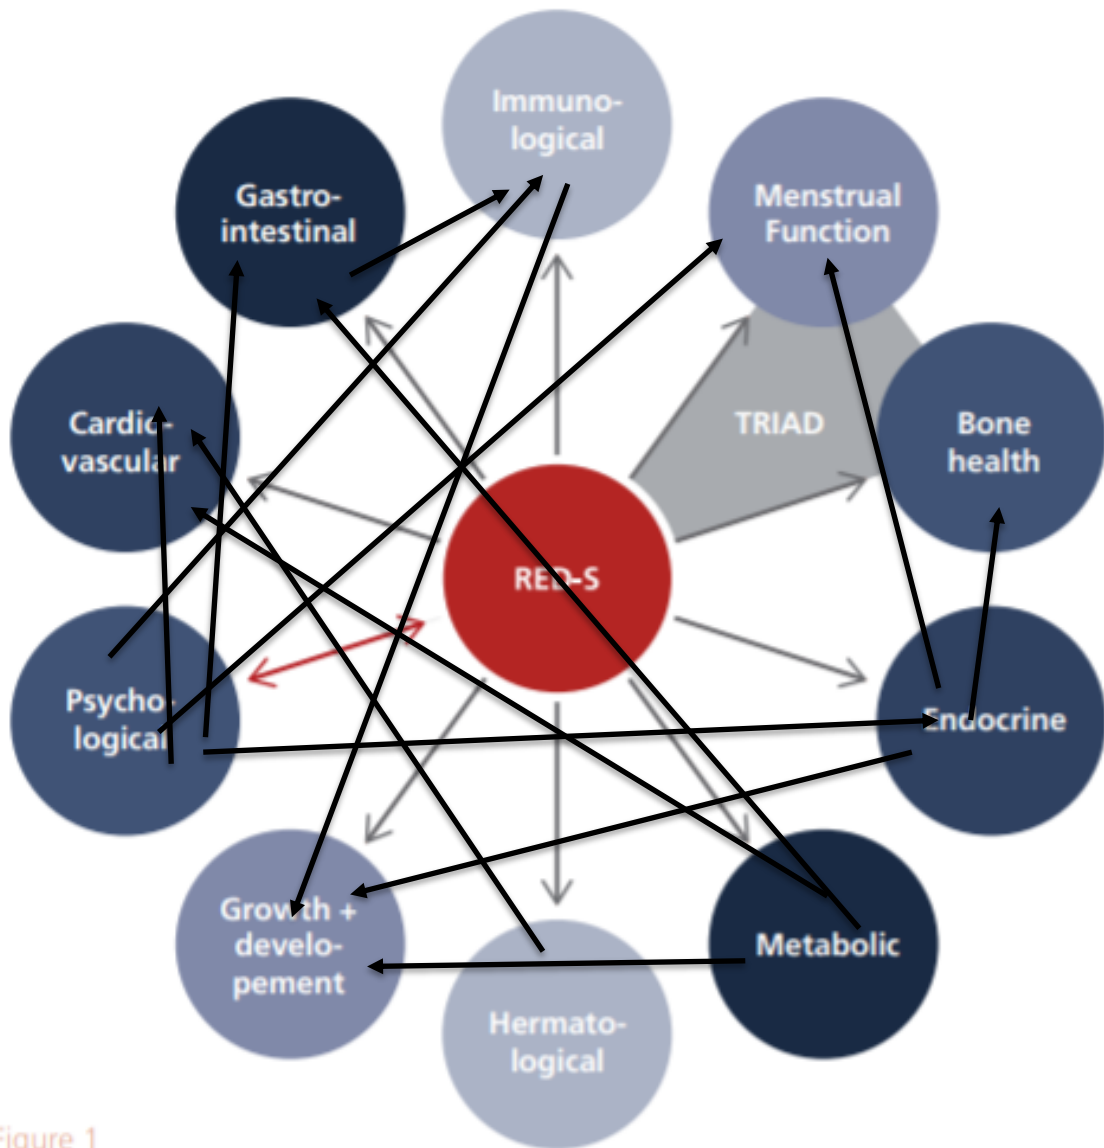 Immuno-
logical
Gastro-
intestinal
Menstrual
Function
Cardio-
vascular
TRIAD
Bone
health
RED-S
Psycho-
logical
Endocrine
Growth +
develo-
pement
Metabolic
Hermato-
logical
Figure 1